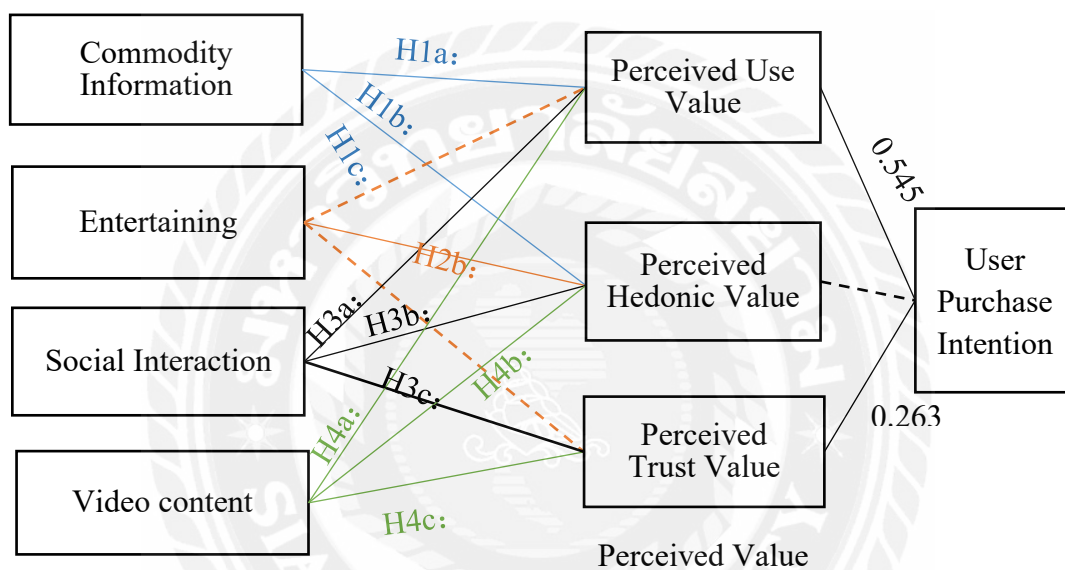 Commodity
Information
Entertaining
Social Interaction
Video content
H1a：
H1b：
H1c：
H2b：
H3a：
H3b：
H3c：
H4a：
H4b：
H4c：
Perceived Use
Value
Perceived
Hedonic Value
Perceived
Trust Value
Perceived Value
0.545
0.263
User
Purchase
Intention